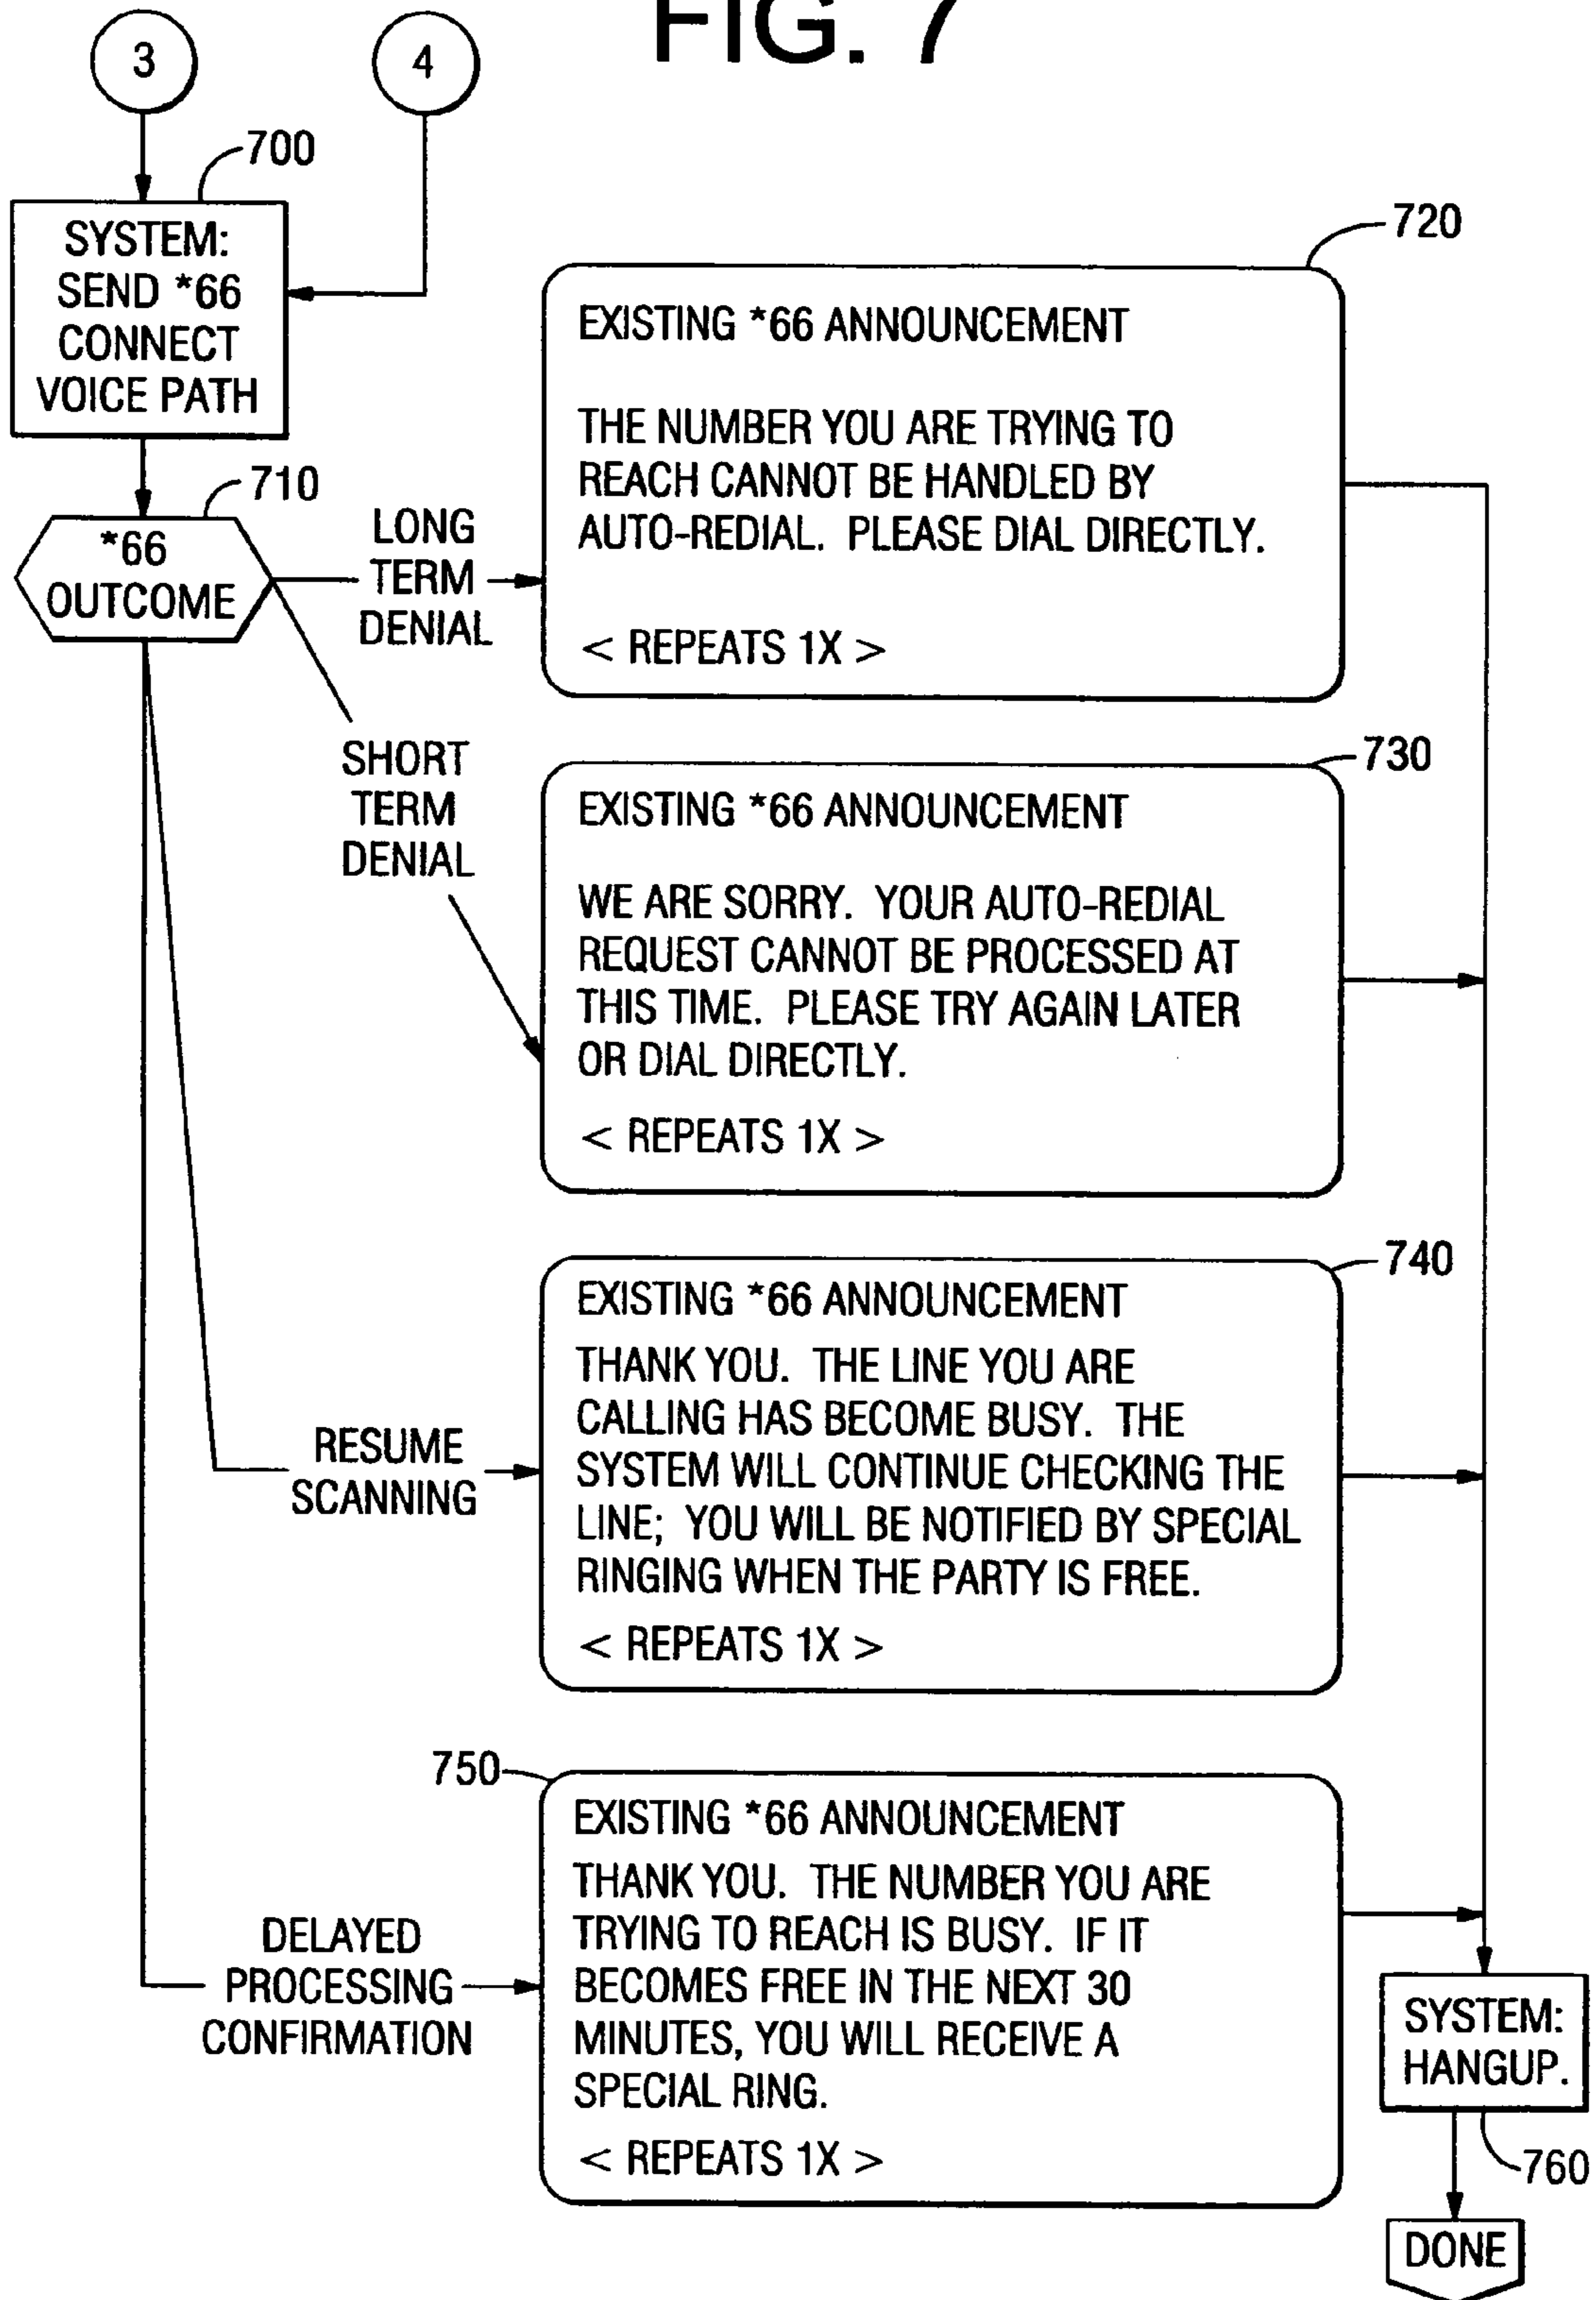 FIG. 7
3
4
700
SYSTEM:
SEND *66
CONNECT
VOICE PATH
710
*66
OUTCOME
LONG
TERM
DENIAL
720
EXISTING *66 ANNOUNCEMENT
THE NUMBER YOU ARE TRYING TO
REACH CANNOT BE HANDLED BY
AUTO-REDIAL. PLEASE DIAL DIRECTLY.
< REPEATS 1X >
SHORT
TERM
DENIAL
730
EXISTING *66 ANNOUNCEMENT
WE ARE SORRY. YOUR AUTO-REDIAL
REQUEST CANNOT BE PROCESSED AT
THIS TIME. PLEASE TRY AGAIN LATER
OR DIAL DIRECTLY.
< REPEATS 1X >
RESUME
SCANNING
740
EXISTING *66 ANNOUNCEMENT
THANK YOU. THE LINE YOU ARE
CALLING HAS BECOME BUSY. THE
SYSTEM WILL CONTINUE CHECKING THE
LINE; YOU WILL BE NOTIFIED BY SPECIAL
RINGING WHEN THE PARTY IS FREE.
< REPEATS 1X >
DELAYED
PROCESSING
CONFIRMATION
750
EXISTING *66 ANNOUNCEMENT
THANK YOU. THE NUMBER YOU ARE
TRYING TO REACH IS BUSY. IF IT
BECOMES FREE IN THE NEXT 30
MINUTES, YOU WILL RECEIVE A
SPECIAL RING.
< REPEATS 1X >
SYSTEM:
HANGUP.
760
DONE